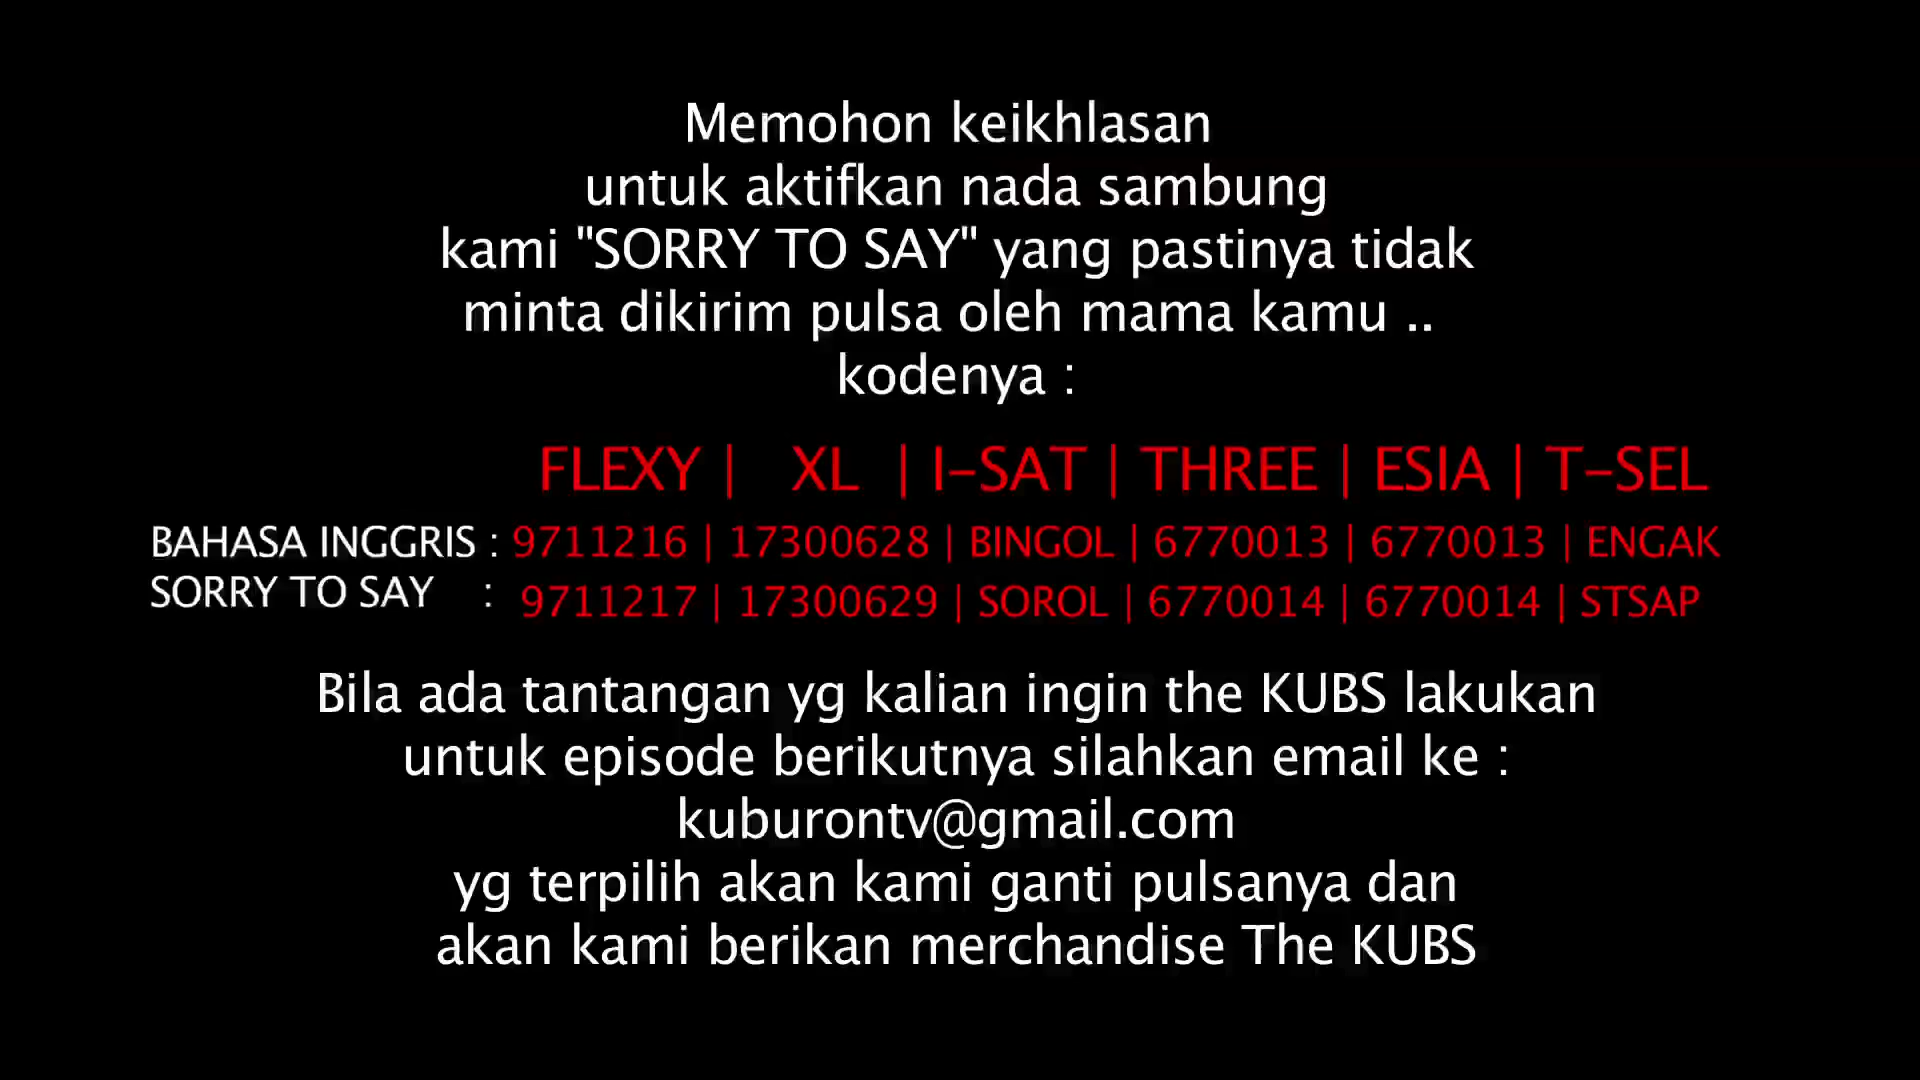 Memohon keikhlasan
untuk aktifkan nada sambung
kami "SORRY TO SAY" yang pastinya tidak
minta dikirim pulsa oleh mama kamu ..
kodenya :
FLEXY | XL | I-SAT | THREE | ESIA | T-SEL
BAHASA INGGRIS : 9711216 | 17300628 | BINGOL | 6770013 | 6770013 | ENGAK
SORRY TO SAY : 9711217 | 17300629 | SOROL | 6770014 | 6770014 | STSAP
Bila ada tantangan yg kalian ingin the KUBS lakukan
untuk episode berikutnya silahkan email ke :
kuburontv@gmail.com
yg terpilih akan kami ganti pulsanya dan
akan kami berikan merchandise The KUBS